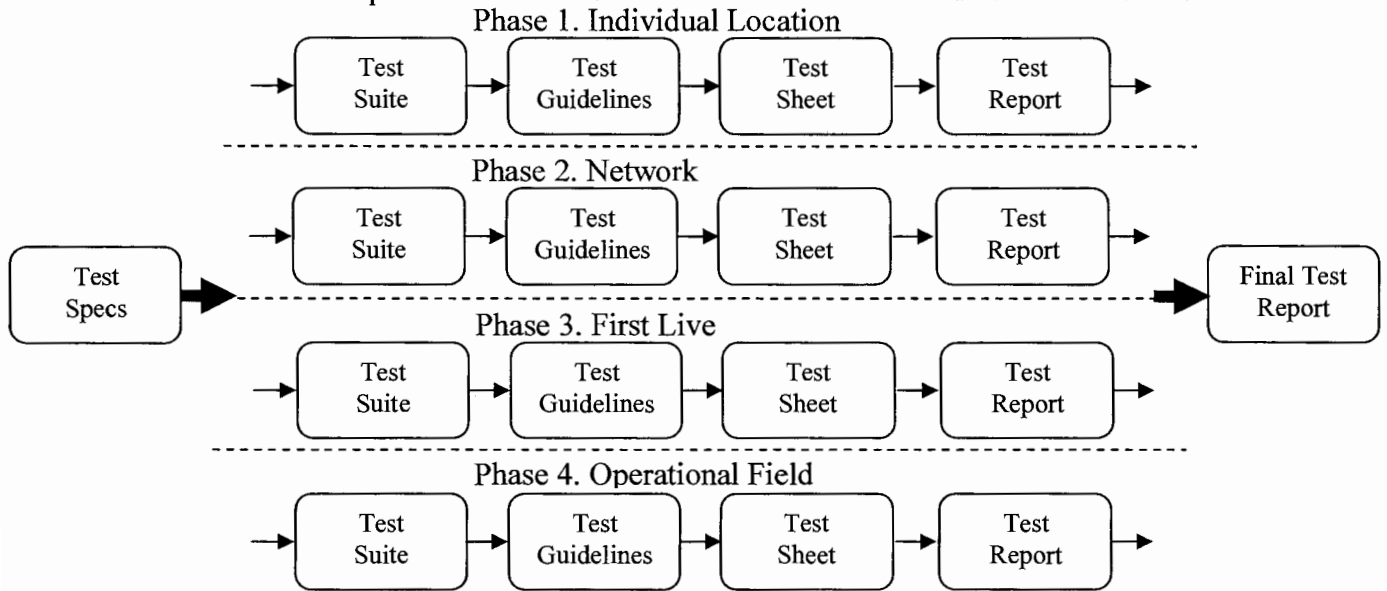 Phase 1. Individual Location
Test
Suite
Test
Guidelines
Test
Sheet
Test
Report
Phase 2. Network
Test
Suite
Test
Guidelines
Test
Sheet
Test
Report
Test
Specs
Final Test
Report
Phase 3. First Live
Test
Suite
Test
Guidelines
Test
Sheet
Test
Report
Phase 4. Operational Field
Test
Suite
Test
Guidelines
Test
Sheet
Test
Report